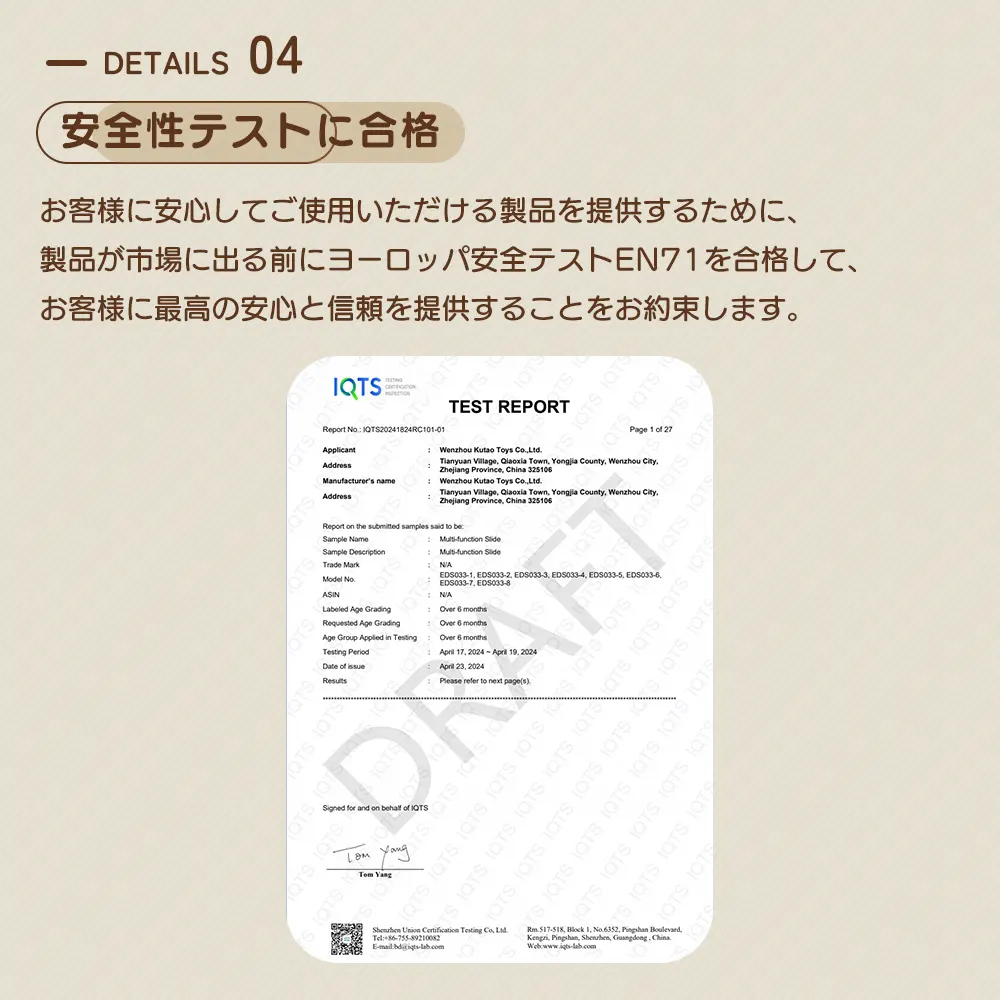 DETAILS 04
安全性テストに合格
お客様に安心してご使用いただける製品を提供するために、
製品が市場に出る前にヨーロッパ安全テストEN71を合格して、
お客様に最高の安心と信頼を提供することをお約束します。
IQTS TESTING
CERTIFICATION
INSPECTION
TEST REPORT
Report No.: IQTS20241824RC101-01 Page 1 of 27
Applicant : Wenzhou Kutao Toys Co.,Ltd.
Address : Tianyuan Village, Qiaoxia Town, Yongjia County, Wenzhou City,
Zhejiang Province, China 325106
Manufacturer's name : Wenzhou Kutao Toys Co.,Ltd.
Address : Tianyuan Village, Qiaoxia Town, Yongjia County, Wenzhou City,
Zhejiang Province, China 325106
Report on the submitted samples said to be:
Sample Name : Multi-function Slide
Sample Description : Multi-function Slide
Trade Mark : N/A
Model No. : EDS033-1, EDS033-2, EDS033-3, EDS033-4, EDS033-5, EDS033-6,
EDS033-7, EDS033-8
ASIN : N/A
Labeled Age Grading : Over 6 months
Requested Age Grading : Over 6 months
Age Group Applied in Testing : Over 6 months
Testing Period : April 17, 2024 ~ April 19, 2024
Date of issue : April 23, 2024
Results : Please refer to next page(s).
DRAFT
Signed for and on behalf of IQTS
Tom Yang
Tom Yang
Shenzhen Union Certification Testing Co, Ltd.
Tel:+86-755-89210082
E-mail:bd@iqts-lab.com
Rm.517-518, Block 1, No.6352, Pingshan Boulevard,
Kengzi, Pingshan, Shenzhen, Guangdong , China.
Web:www.iqts-lab.com